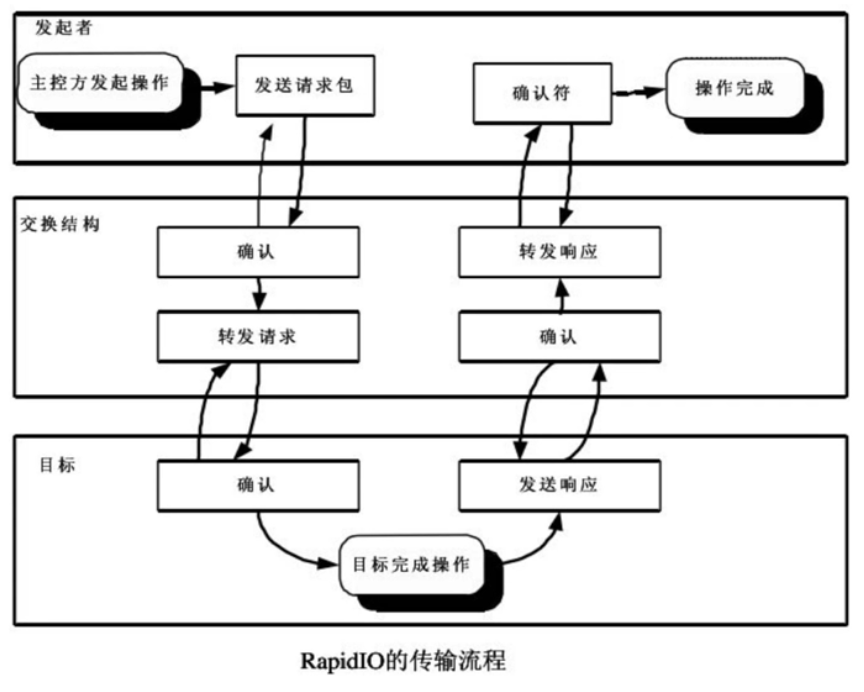 发起者
主控方发起操作
发送请求包
确认符
操作完成
交换结构
确认
转发响应
转发请求
确认
目标
确认
发送响应
目标完成操作
RapidIO的传输流程